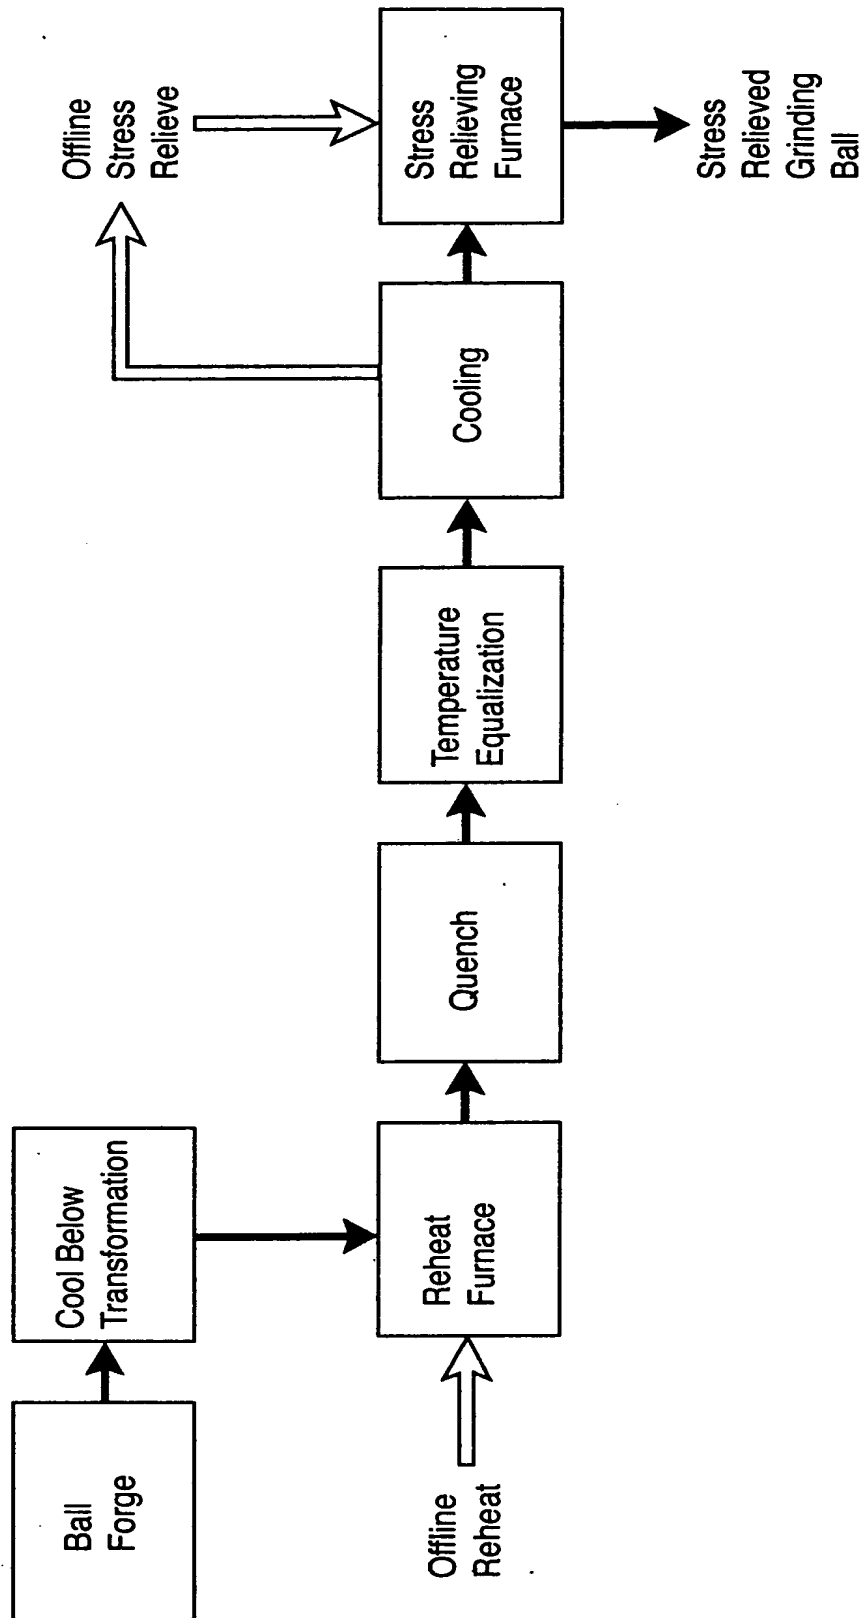 Ball
Forge
Cool Below
Transformation
Offline
Reheat
Reheat
Furnace
Quench
Temperature
Equalization
Cooling
Offline
Stress
Relieve
Stress
Relieving
Furnace
Stress
Relieved
Grinding
Ball